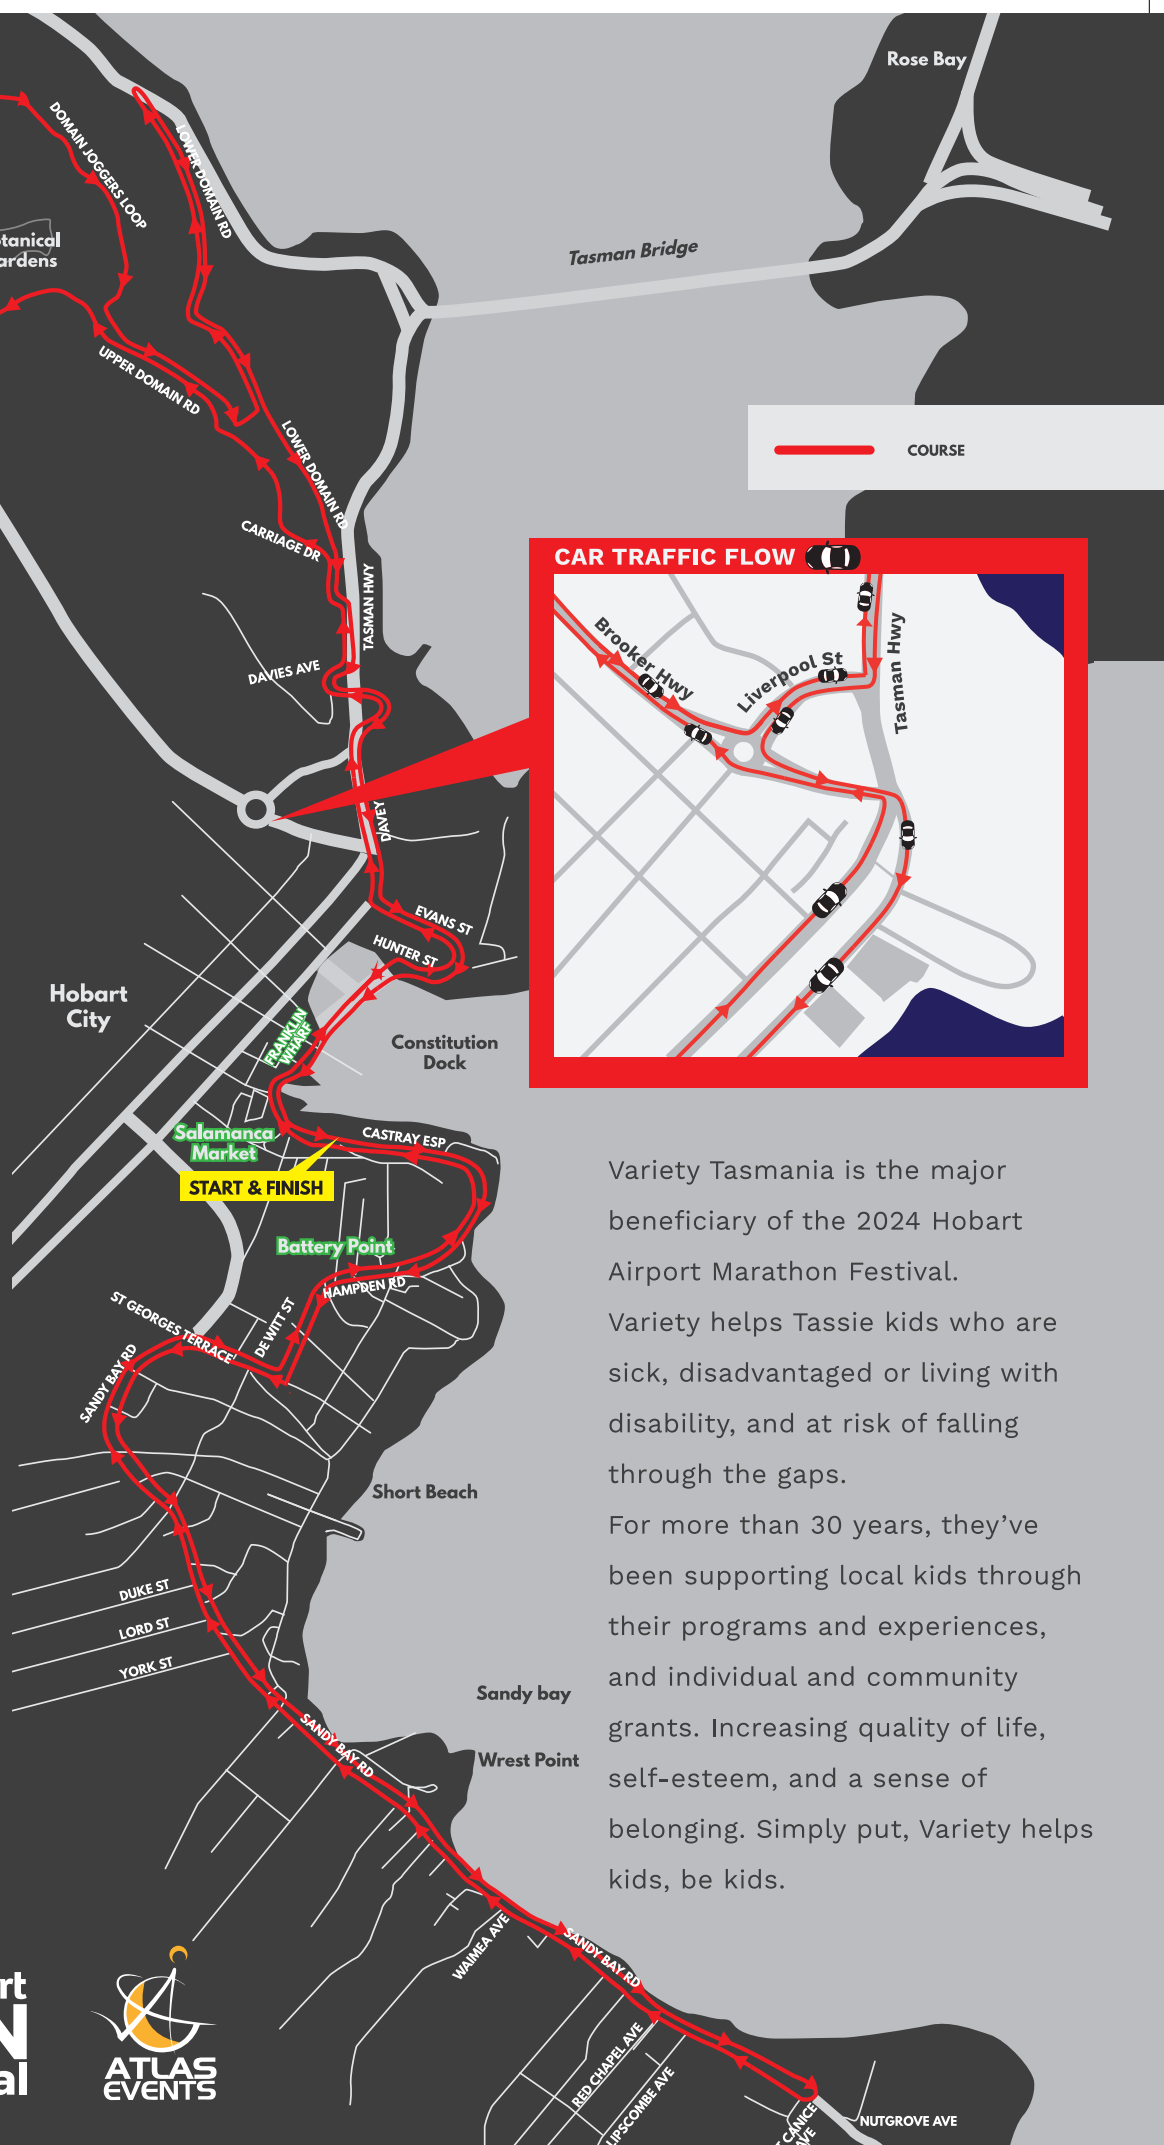 Rose Bay
DOMAIN JOGGERS LOOP
LOWER DOMAIN RD
tanical
ardens
Tasman Bridge
UPPER DOMAIN RD
LOWER DOMAIN RD
COURSE
CARRIAGE DR
TASMAN HWY
DAVIES AVE
CAR TRAFFIC FLOW
Brooker Hwy
Liverpool St
Tasman Hwy
DAVEY
EVANS ST
HUNTER ST
Hobart
City
FRANKLIN
WHARF
Constitution
Dock
Salamanca
Market
CASTRAY ESP
START & FINISH
Battery Point
HAMPDEN RD
ST GEORGES TERRACE
DE WITT ST
SANDY BAY RD
Short Beach
DUKE ST
LORD ST
YORK ST
Sandy bay
SANDY BAY RD
Wrest Point
Variety Tasmania is the major
beneficiary of the 2024 Hobart
Airport Marathon Festival.
Variety helps Tassie kids who are
sick, disadvantaged or living with
disability, and at risk of falling
through the gaps.
For more than 30 years, they’ve
been supporting local kids through
their programs and experiences,
and individual and community
grants. Increasing quality of life,
self-esteem, and a sense of
belonging. Simply put, Variety helps
kids, be kids.
WAIMEA AVE
SANDY BAY RD
RED CHAPEL AVE
LIPSCOMBE AVE
T CANICE
AVE
NUTGROVE AVE
rt
N
al
ATLAS
EVENTS